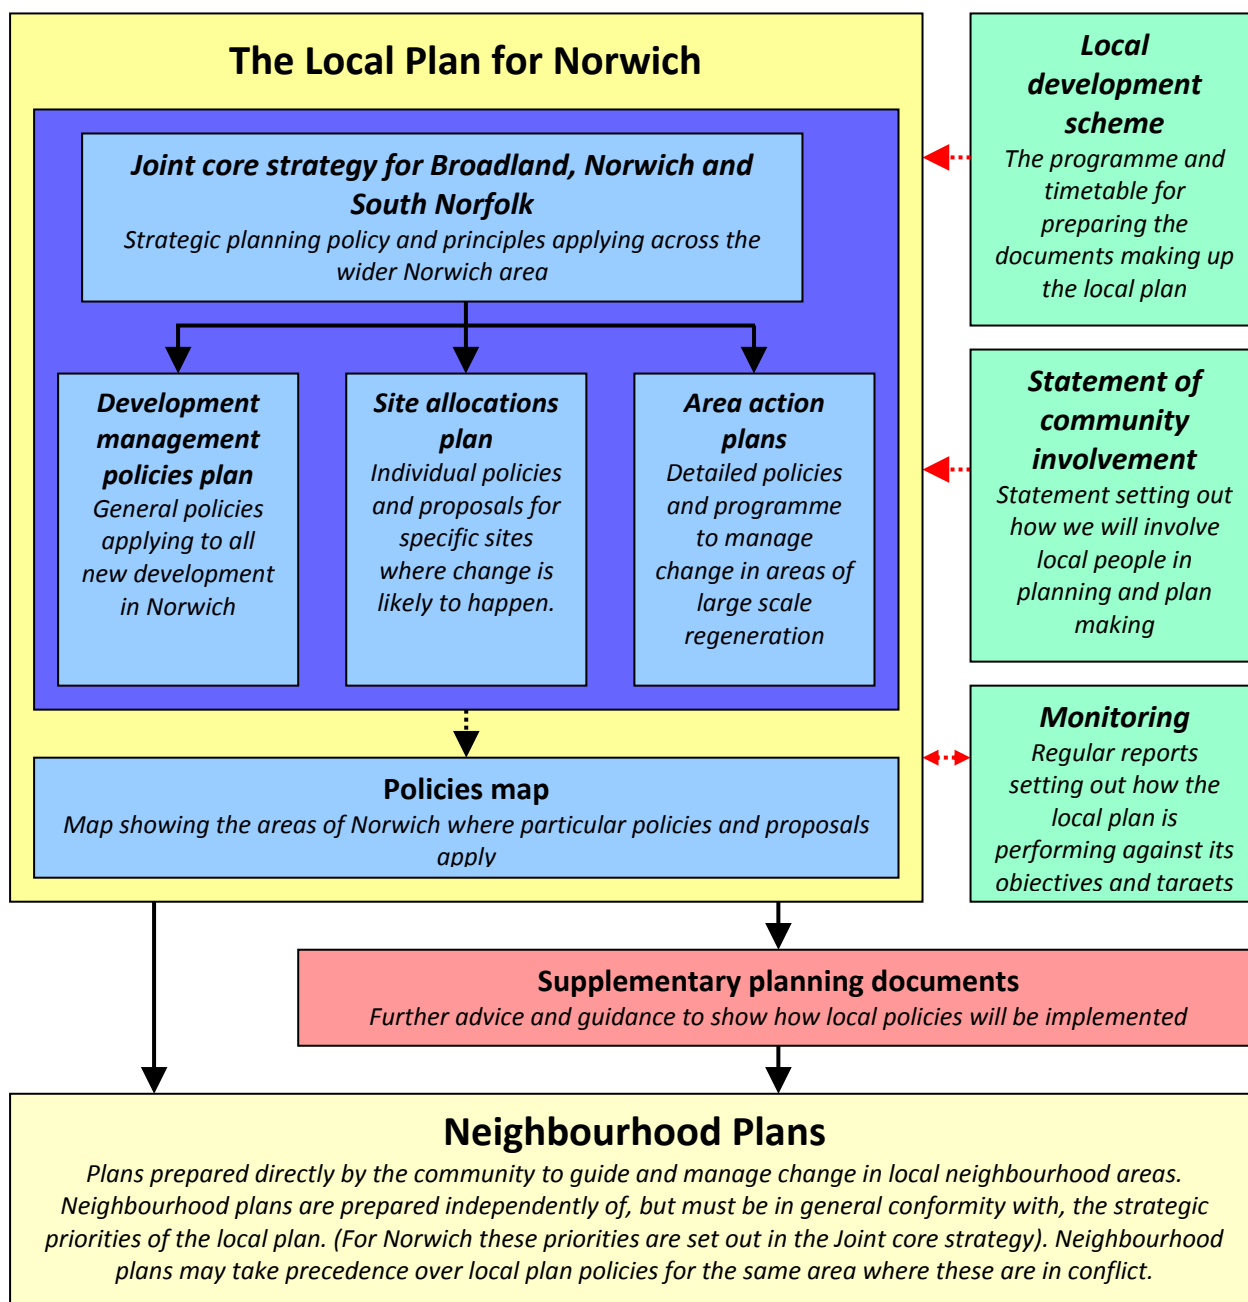 The Local Plan for Norwich
Joint core strategy for Broadland, Norwich and
South Norfolk
Strategic planning policy and principles applying across the
wider Norwich area
Development
management
policies plan
General policies
applying to all
new development
in Norwich
Site allocations
plan
Individual policies
and proposals for
specific sites
where change is
likely to happen.
Area action
plans
Detailed policies
and programme
to manage
change in areas of
large scale
regeneration
Policies map
Map showing the areas of Norwich where particular policies and proposals
apply
Local
development
scheme
The programme and
timetable for
preparing the
documents making up
the local plan
Statement of
community
involvement
Statement setting out
how we will involve
local people in
planning and plan
making
Monitoring
Regular reports
setting out how the
local plan is
performing against its
objectives and targets
Supplementary planning documents
Further advice and guidance to show how local policies will be implemented
Neighbourhood Plans
Plans prepared directly by the community to guide and manage change in local neighbourhood areas.
Neighbourhood plans are prepared independently of, but must be in general conformity with, the strategic
priorities of the local plan. (For Norwich these priorities are set out in the Joint core strategy). Neighbourhood
plans may take precedence over local plan policies for the same area where these are in conflict.